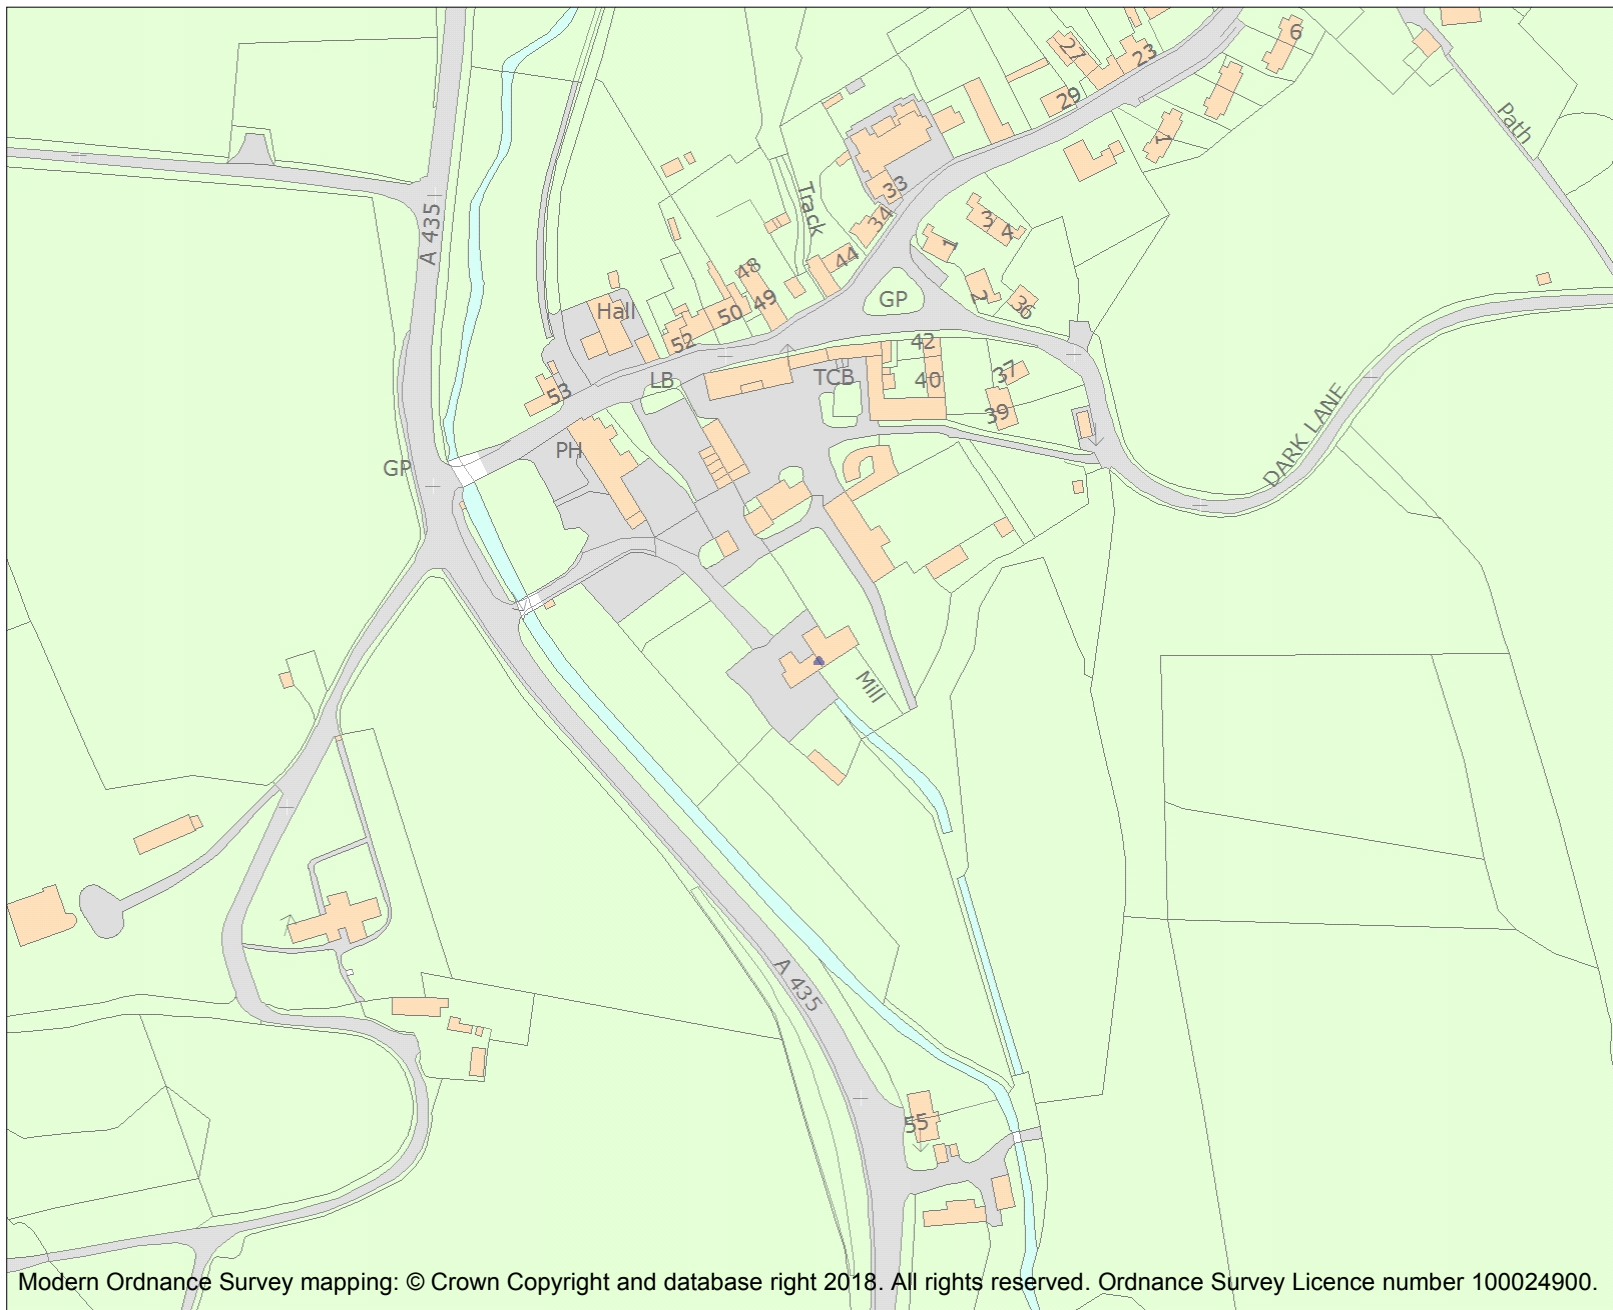 6
27
23
29
7
Path
33
34
Track
A 435
3
4
1
44
48
49
GP
2
36
Hall
50
52
42
LB
TCB
40
37
53
39
DARK LANE
PH
GP
Mill
A 435
55
Modern Ordnance Survey mapping: © Crown Copyright and database right 2018. All rights reserved. Ordnance Survey Licence number 100024900.